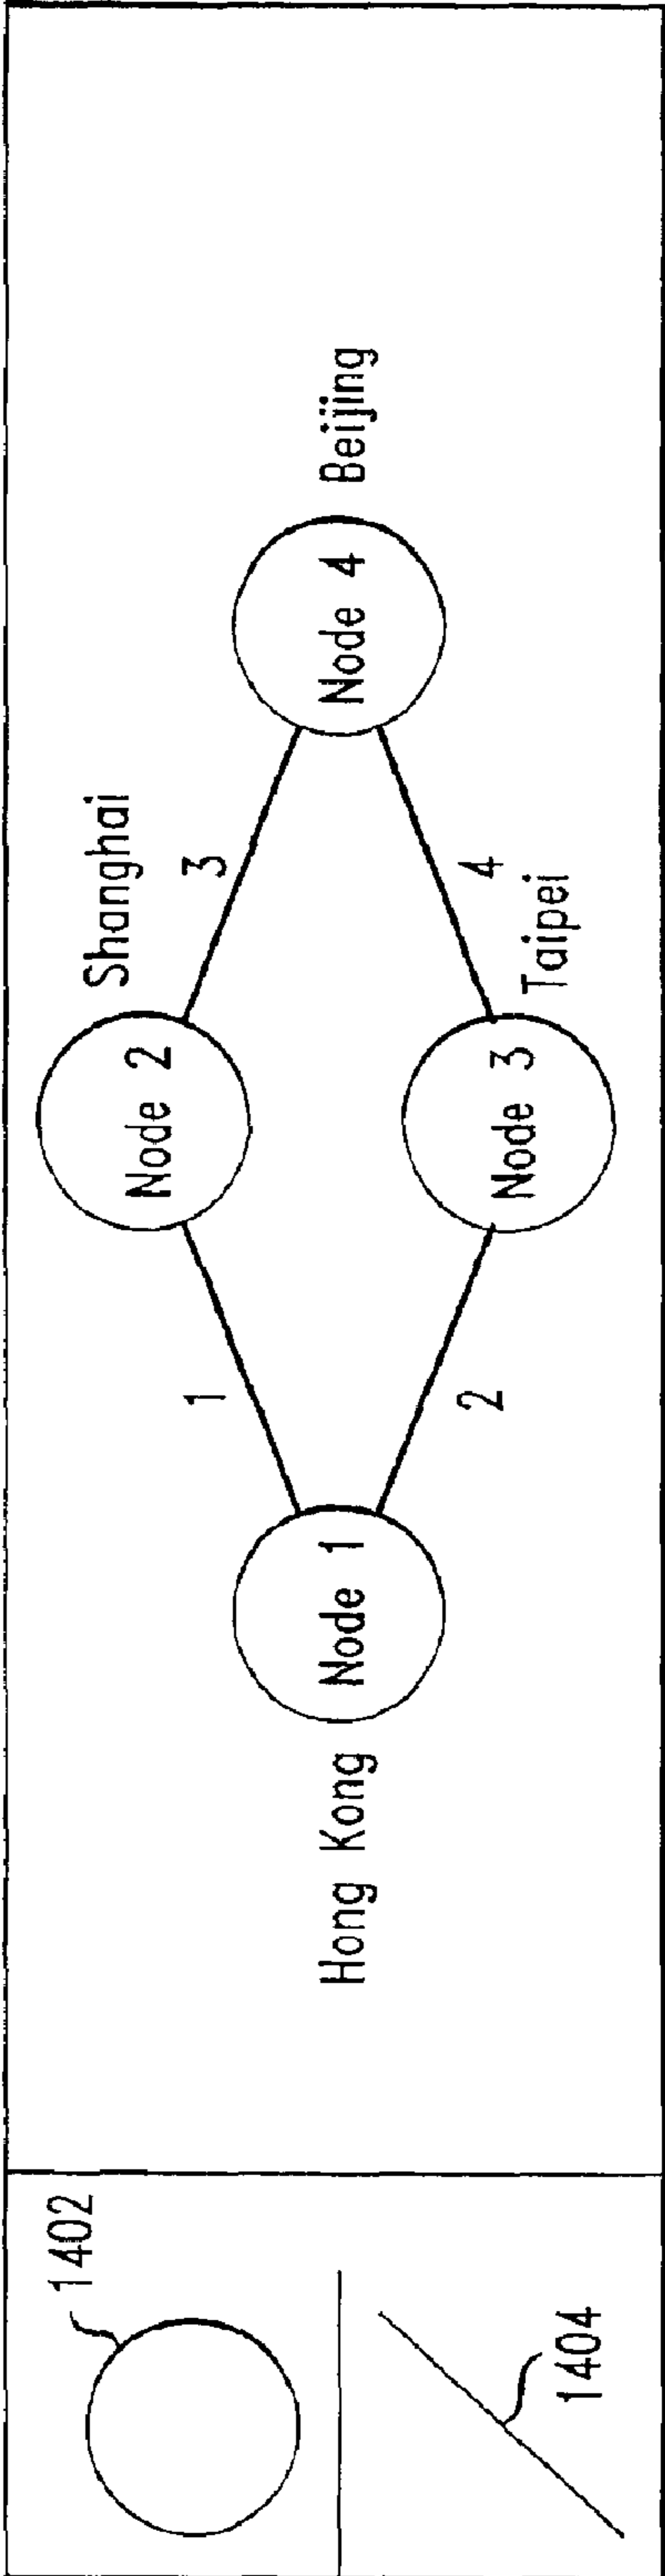 1402
1404
Hong Kong
Node 1
1
2
Node 2
Shanghai
Node 3
Taipei
3
4
Node 4
Beijing